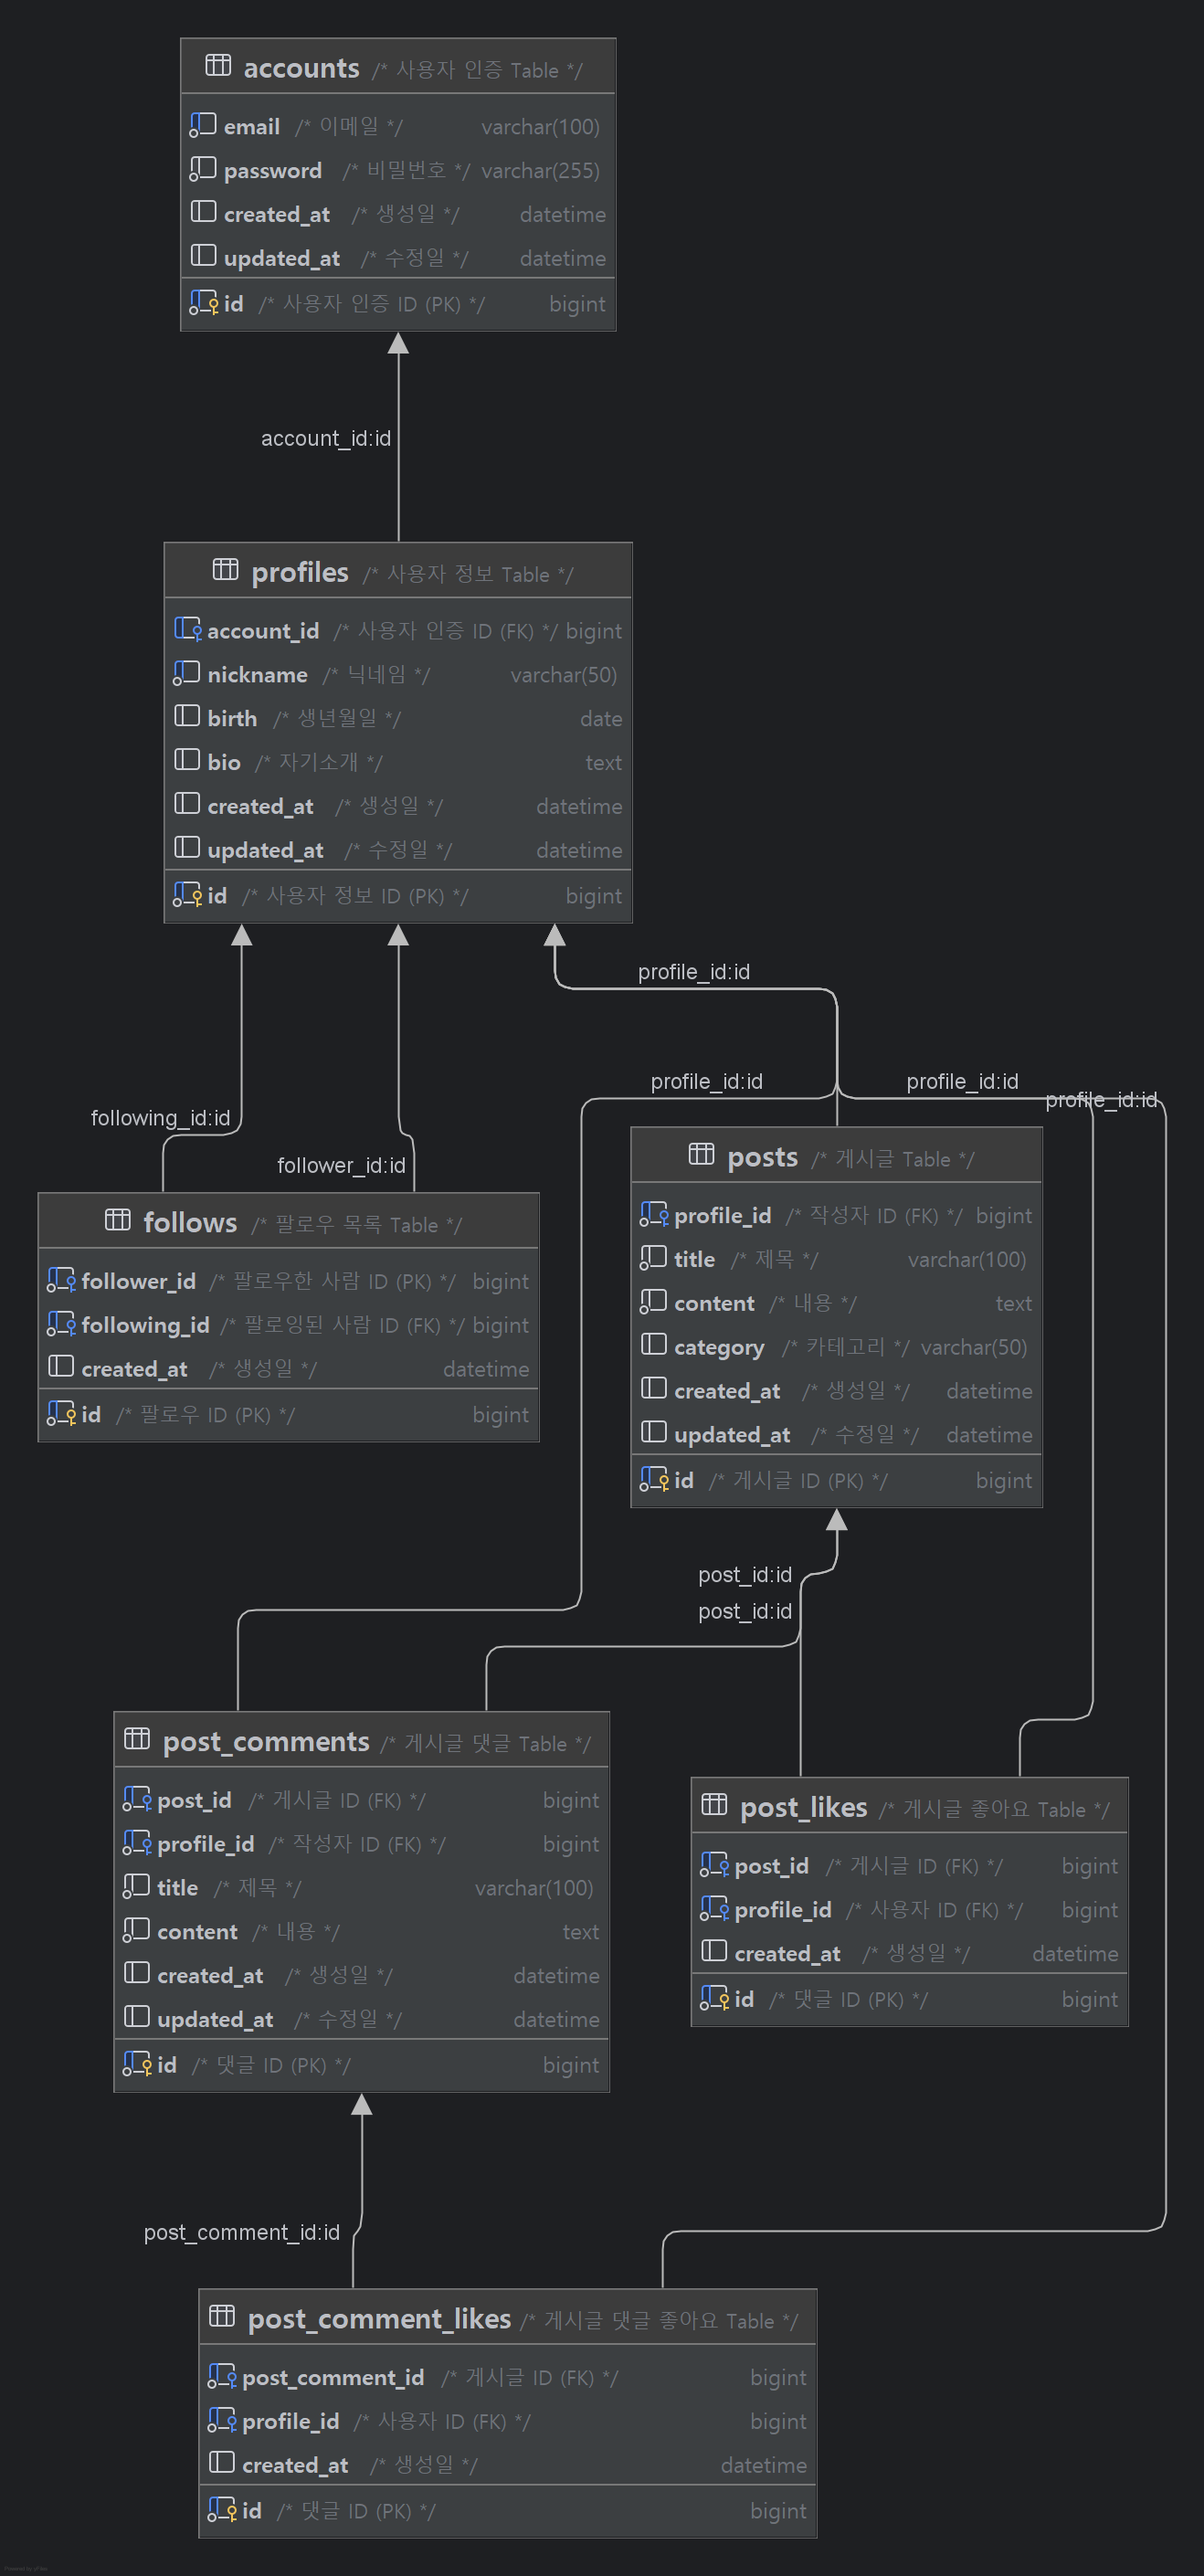 accounts /* 사용자 인증 Table */
email /* 이메일 */ varchar(100)
password /* 비밀번호 */ varchar(255)
created_at /* 생성일 */ datetime
updated_at /* 수정일 */ datetime
id /* 사용자 인증 ID (PK) */ bigint
account_id:id
profiles /* 사용자 정보 Table */
account_id /* 사용자 인증 ID (FK) */ bigint
nickname /* 닉네임 */ varchar(50)
birth /* 생년월일 */ date
bio /* 자기소개 */ text
created_at /* 생성일 */ datetime
updated_at /* 수정일 */ datetime
id /* 사용자 정보 ID (PK) */ bigint
profile_id:id
profile_id:id
profile_id:id
profile_id:id
following_id:id
follower_id:id
follows /* 팔로우 목록 Table */
follower_id /* 팔로우한 사람 ID (PK) */ bigint
following_id /* 팔로잉된 사람 ID (FK) */ bigint
created_at /* 생성일 */ datetime
id /* 팔로우 ID (PK) */ bigint
posts /* 게시글 Table */
profile_id /* 작성자 ID (FK) */ bigint
title /* 제목 */ varchar(100)
content /* 내용 */ text
category /* 카테고리 */ varchar(50)
created_at /* 생성일 */ datetime
updated_at /* 수정일 */ datetime
id /* 게시글 ID (PK) */ bigint
post_id:id
post_id:id
post_comments /* 게시글 댓글 Table */
post_id /* 게시글 ID (FK) */ bigint
profile_id /* 작성자 ID (FK) */ bigint
title /* 제목 */ varchar(100)
content /* 내용 */ text
created_at /* 생성일 */ datetime
updated_at /* 수정일 */ datetime
id /* 댓글 ID (PK) */ bigint
post_likes /* 게시글 좋아요 Table */
post_id /* 게시글 ID (FK) */ bigint
profile_id /* 사용자 ID (FK) */ bigint
created_at /* 생성일 */ datetime
id /* 댓글 ID (PK) */ bigint
post_comment_id:id
post_comment_likes /* 게시글 댓글 좋아요 Table */
post_comment_id /* 게시글 ID (FK) */ bigint
profile_id /* 사용자 ID (FK) */ bigint
created_at /* 생성일 */ datetime
id /* 댓글 ID (PK) */ bigint